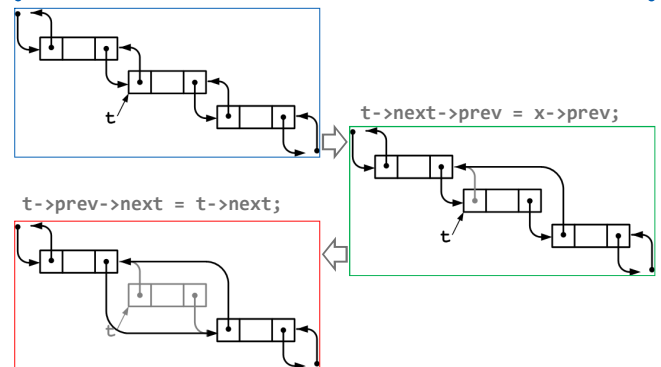 t
t->next->prev = x->prev;
t
t->prev->next = t->next;
t